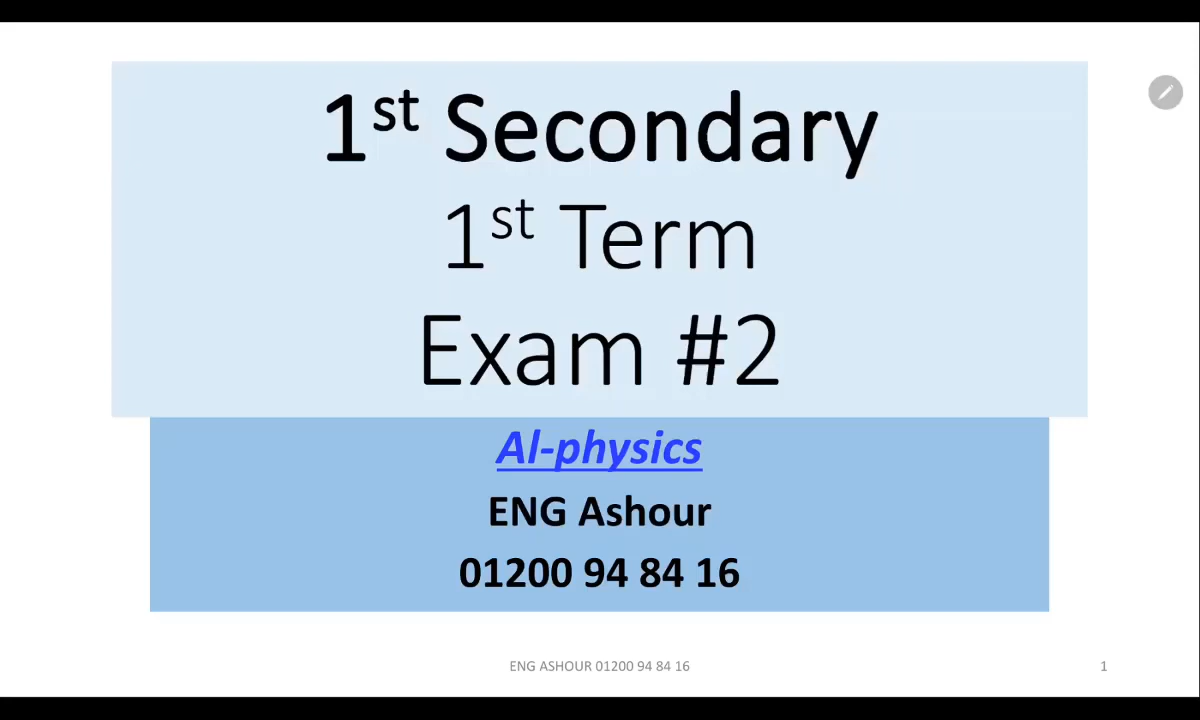 1st Secondary
1st Term
Exam #2
Al-physics
ENG Ashour
01200 94 84 16
ENG ASHOUR 01200 94 84 16
1